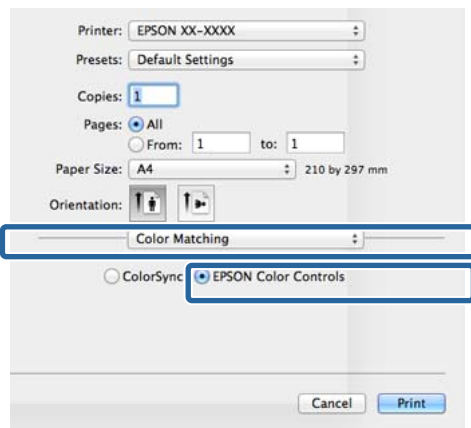 Printer: EPSON XX-XXXX
Presets: Default Settings
Copies: 1
Pages: All
From: 1 to: 1
Paper Size: A4 210 by 297 mm
Orientation:
Color Matching
ColorSync EPSON Color Controls
Cancel Print